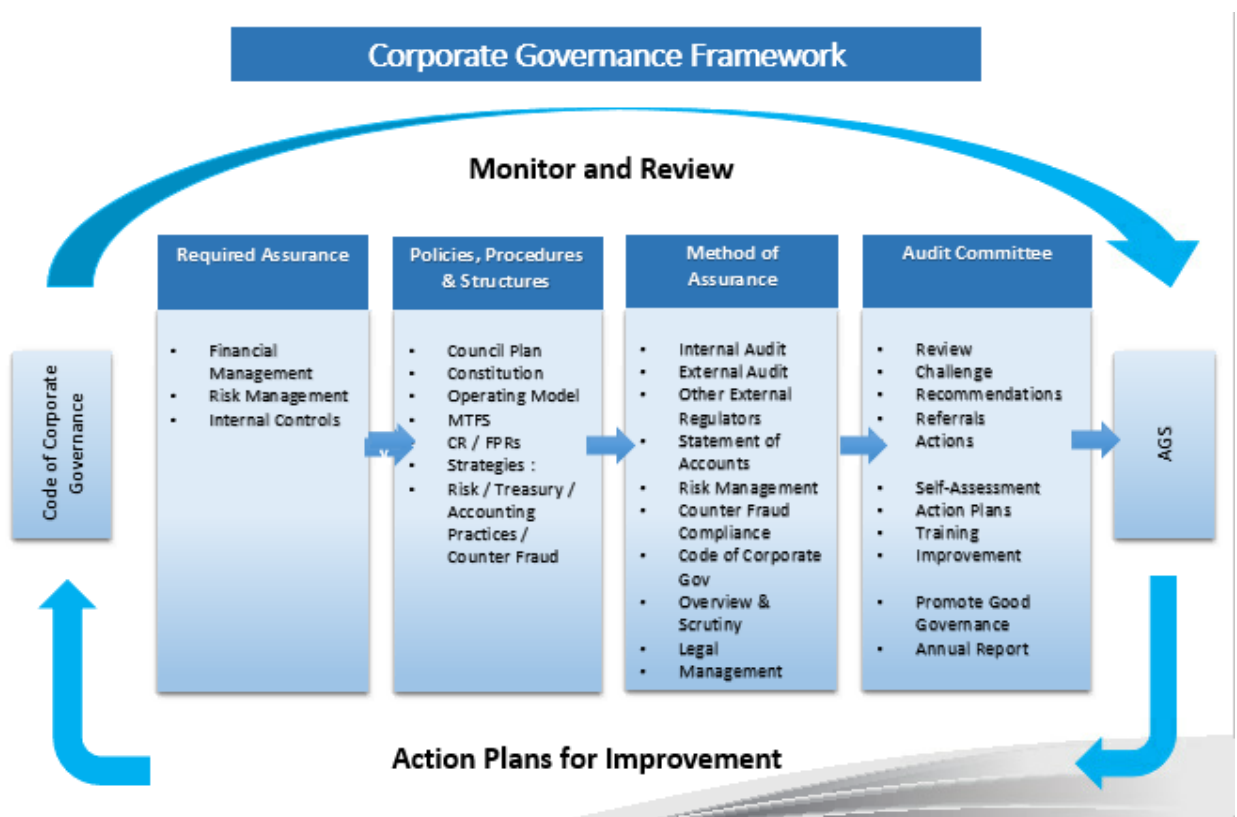 Corporate Governance Framework
Monitor and Review
Code of Corporate
Governance
Required Assurance
• Financial
Management
• Risk Management
• Internal Controls
v
Policies, Procedures
& Structures
• Council Plan
• Constitution
• Operating Model
• MTFS
• CR / FPRs
• Strategies :
• Risk / Treasury /
Accounting
Practices /
Counter Fraud
Method of
Assurance
• Internal Audit
• External Audit
• Other External
Regulators
• Statement of
Accounts
• Risk Management
• Counter Fraud
Compliance
• Code of Corporate
Gov
• Overview &
Scrutiny
• Legal
• Management
Audit Committee
• Review
• Challenge
• Recommendations
• Referrals
• Actions
• Self-Assessment
• Action Plans
• Training
• Improvement
• Promote Good
Governance
• Annual Report
AGS
Action Plans for Improvement